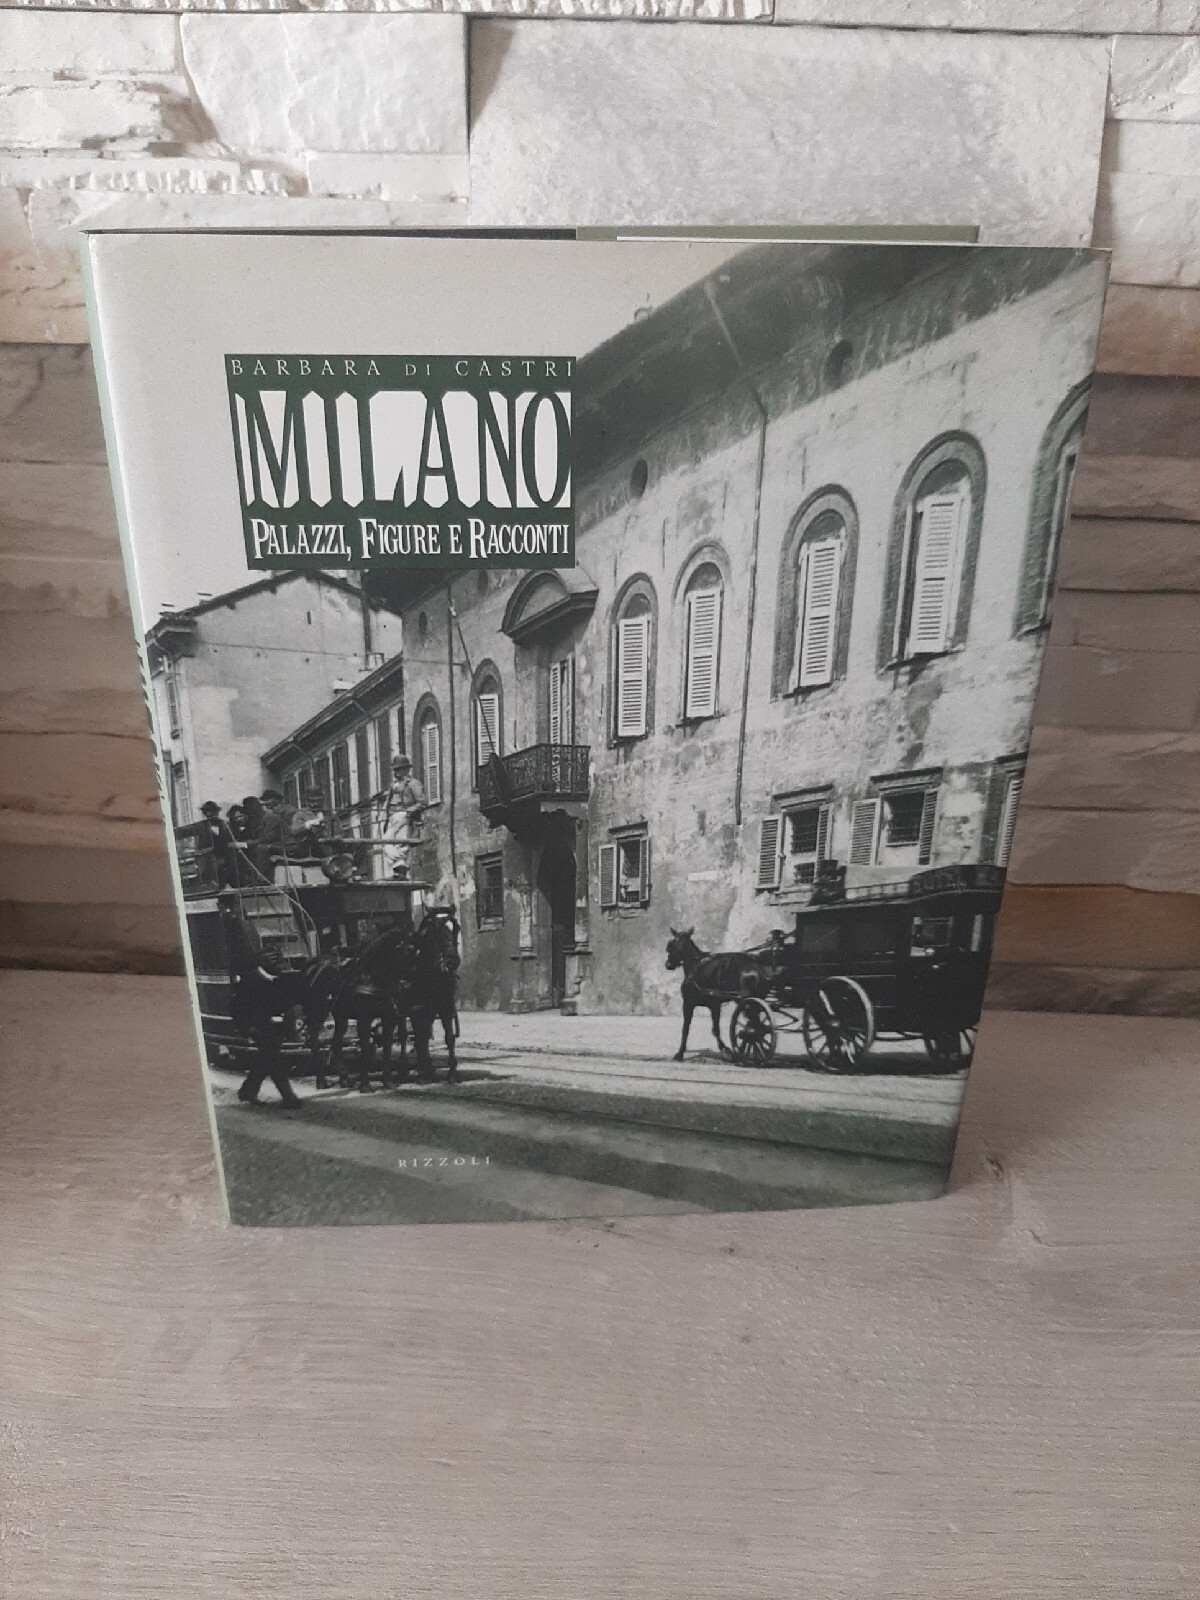 BARBARA DI CASTRI
MILANO
PALAZZI, FIGURE E RACCONTI
RIZZOLI